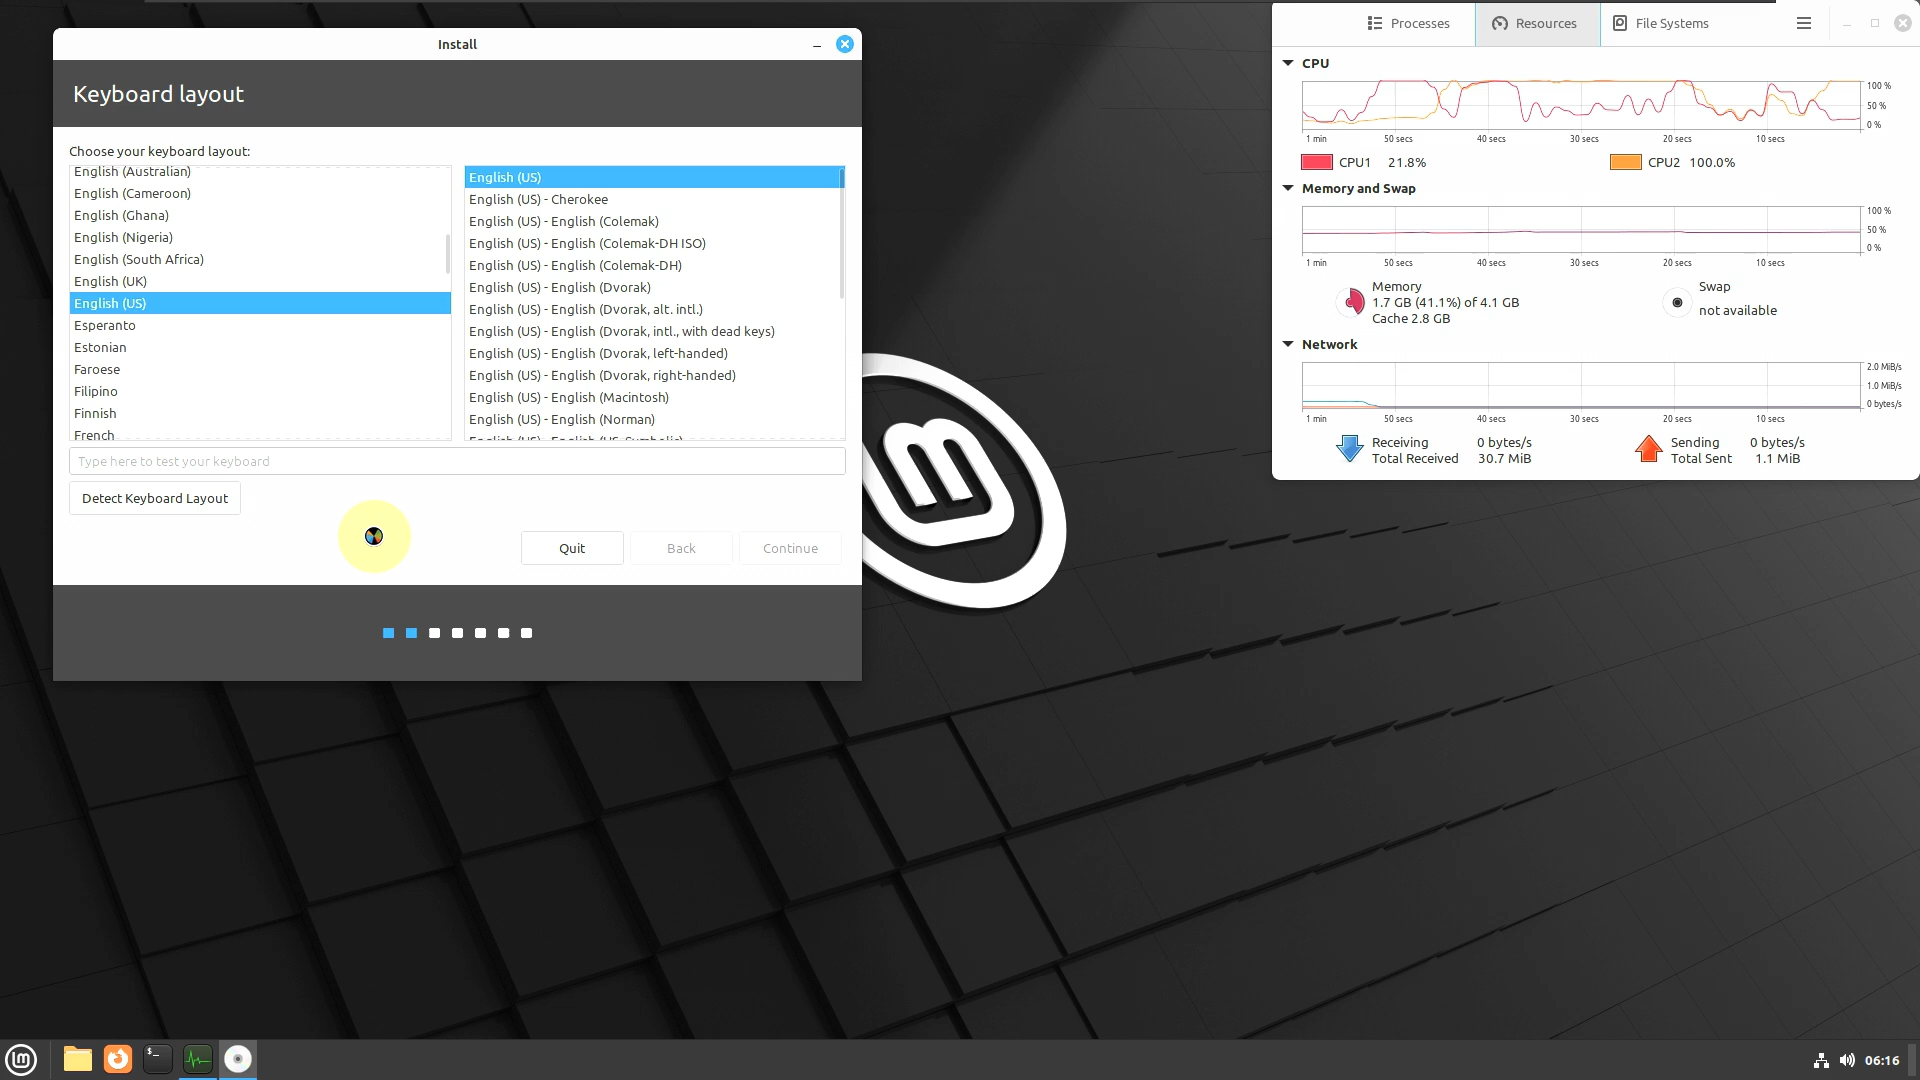 Install
Keyboard layout
Choose your keyboard layout:
English (Australian)
English (Cameroon)
English (Ghana)
English (Nigeria)
English (South Africa)
English (UK)
English (US)
Esperanto
Estonian
Faroese
Filipino
Finnish
French
English (US)
English (US) - Cherokee
English (US) - English (Colemak)
English (US) - English (Colemak-DH ISO)
English (US) - English (Colemak-DH)
English (US) - English (Dvorak)
English (US) - English (Dvorak, alt. intl.)
English (US) - English (Dvorak, intl., with dead keys)
English (US) - English (Dvorak, left-handed)
English (US) - English (Dvorak, right-handed)
English (US) - English (Macintosh)
English (US) - English (Norman)
English (US) - English (US, Symbolic)
Type here to test your keyboard
Detect Keyboard Layout
Quit
Back
Continue
Processes
Resources
File Systems
CPU
100 %
50 %
0 %
1 min 50 secs 40 secs 30 secs 20 secs 10 secs
CPU1 21.8%
CPU2 100.0%
Memory and Swap
100 %
50 %
0 %
1 min 50 secs 40 secs 30 secs 20 secs 10 secs
Memory
1.7 GB (41.1%) of 4.1 GB
Cache 2.8 GB
Swap
not available
Network
2.0 MiB/s
1.0 MiB/s
0 bytes/s
1 min 50 secs 40 secs 30 secs 20 secs 10 secs
Receiving 0 bytes/s
Total Received 30.7 MiB
Sending 0 bytes/s
Total Sent 1.1 MiB
06:16